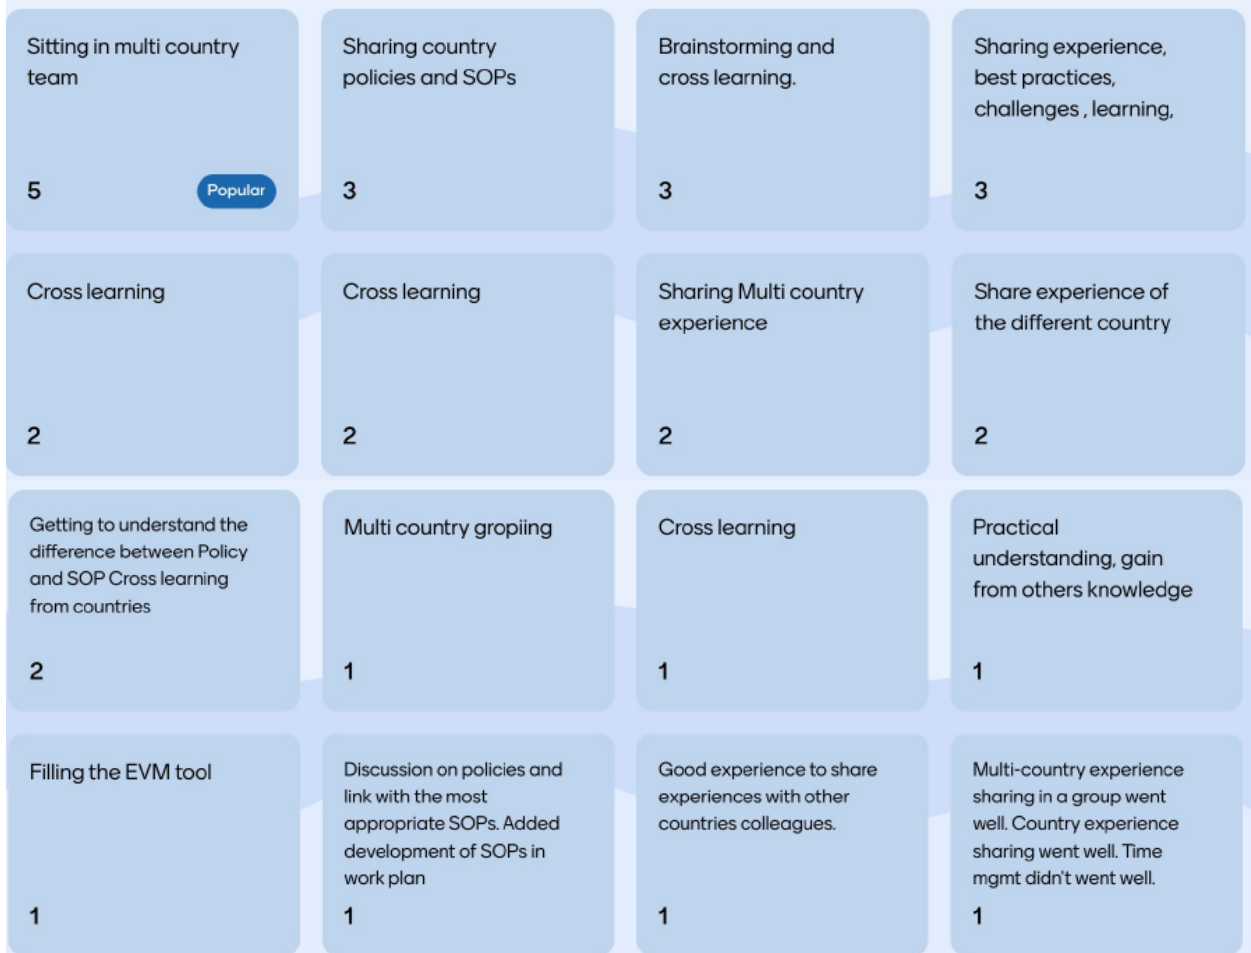 Sitting in multi country
team
5
Popular
Sharing country
policies and SOPs
3
Brainstorming and
cross learning.
3
Sharing experience,
best practices,
challenges , learning,
3
Cross learning
2
Cross learning
2
Sharing Multi country
experience
2
Share experience of
the different country
2
Getting to understand the
difference between Policy
and SOP Cross learning
from countries
2
Multi country gropiing
1
Cross learning
1
Practical
understanding, gain
from others knowledge
1
Filling the EVM tool
1
Discussion on policies and
link with the most
appropriate SOPs. Added
development of SOPs in
work plan
1
Good experience to share
experiences with other
countries colleagues.
1
Multi-country experience
sharing in a group went
well. Country experience
sharing went well. Time
mgmt didn't went well.
1